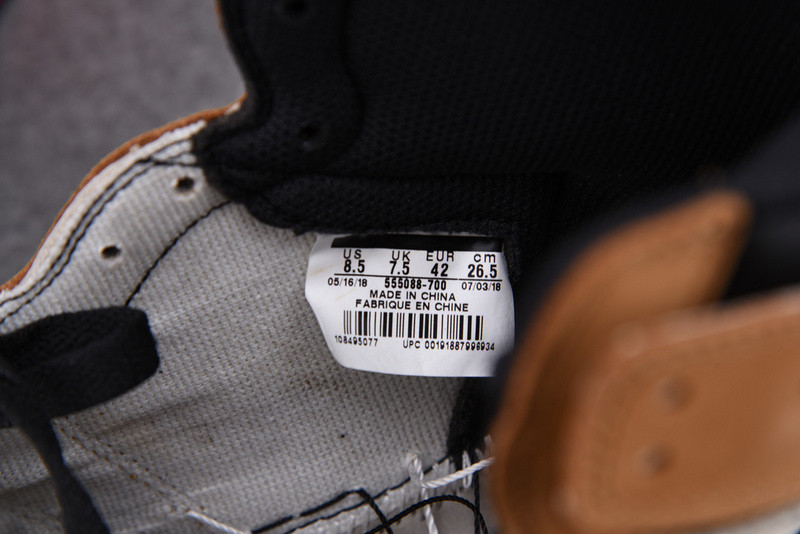 US UK EUR cm
8.5 7.5 42 26.5
05/16/18 555088-700 07/03/18
MADE IN CHINA
FABRIQUE EN CHINE
108495077 UPC 00191887996934